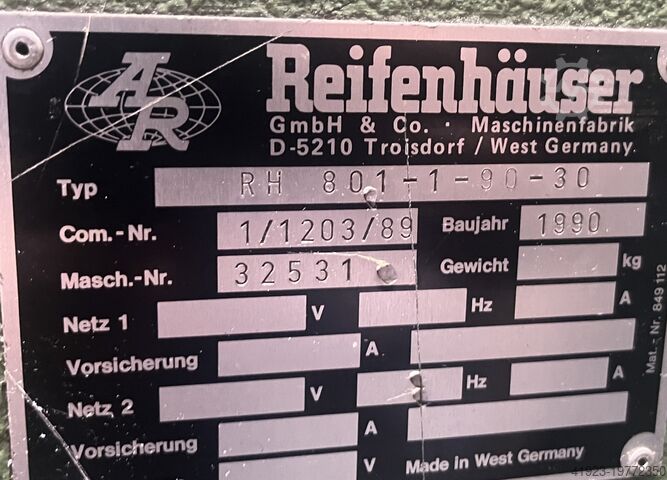 AR Reifenhäuser
GmbH & Co. · Maschinenfabrik
D-5210 Troisdorf / West Germany
Typ RH 801-1-90-30
Com.-Nr. 1/1203/89 Baujahr 1990
Masch.-Nr. 32531 Gewicht kg
Netz 1 V Hz A
Vorsicherung A
Netz 2 V Hz A
Vorsicherung A
V Made in West Germany
Mat.-Nr. 849 112
41923-19772350